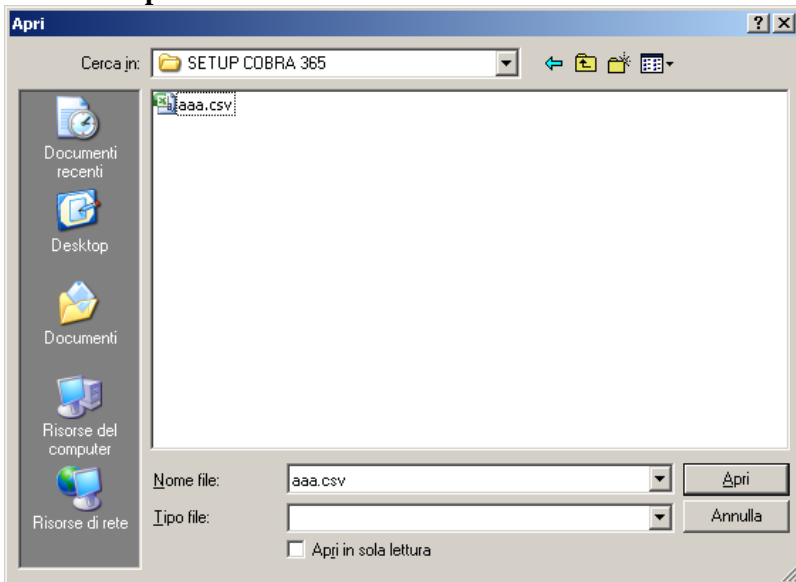 Apri
Cerca in: SETUP COBRA 365
aaa.csv
Documenti
recenti
Desktop
Documenti
Risorse del
computer
Risorse di rete
Nome file: aaa.csv Apri
Tipo file: Annulla
Apri in sola lettura